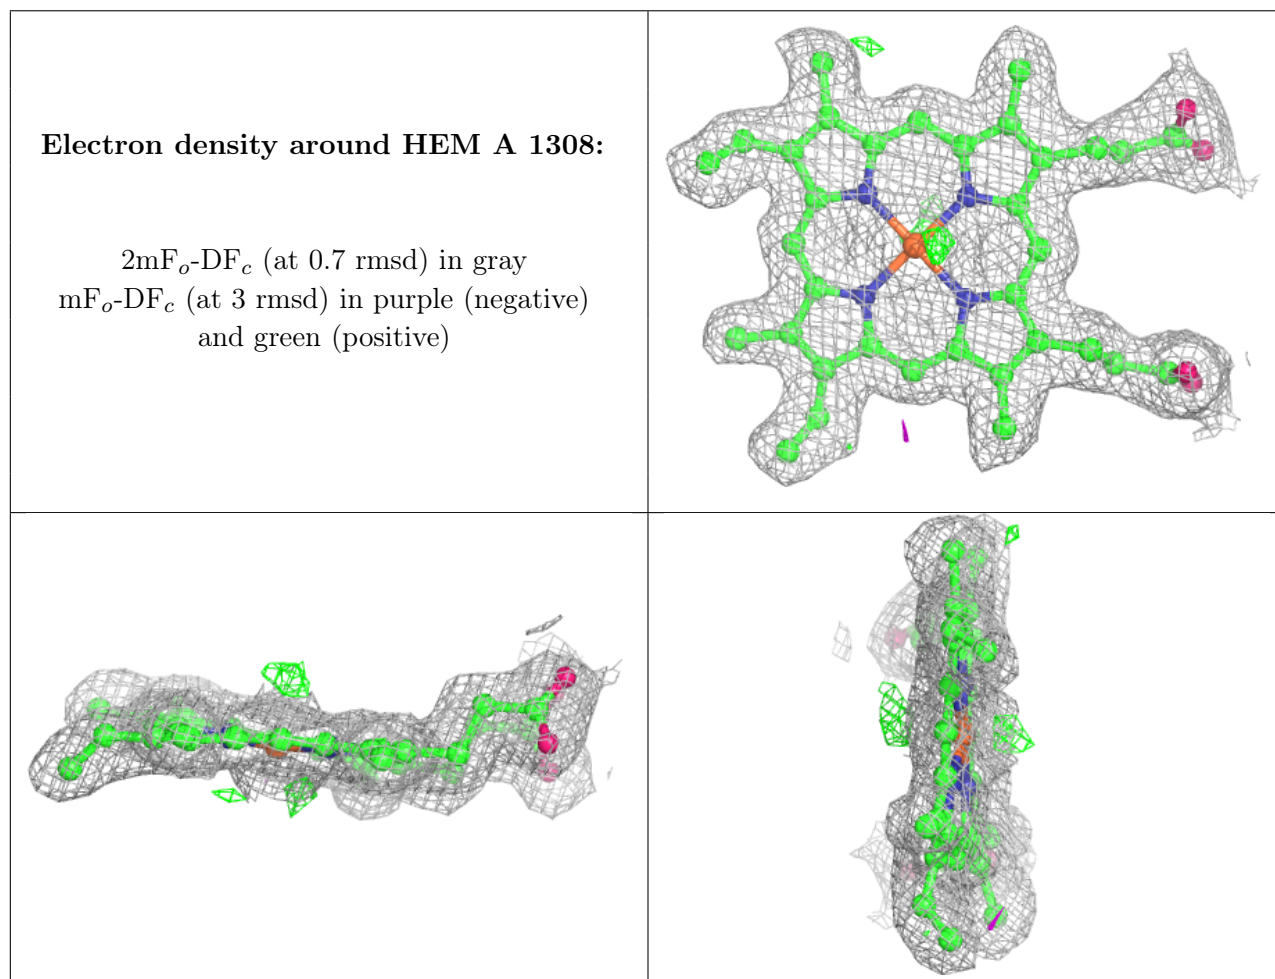 Electron density around HEM A 1308:
2mFo-DFc (at 0.7 rmsd) in gray
mFo-DFc (at 3 rmsd) in purple (negative)
and green (positive)